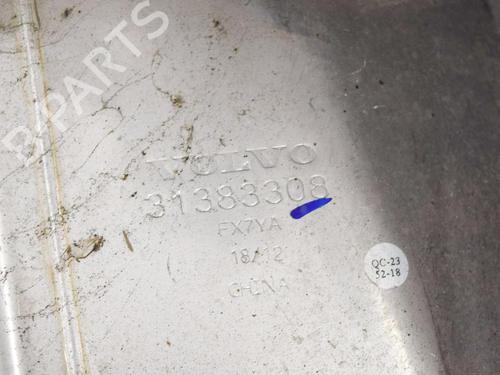 B-PARTS
VOLVO
31383308
FX7YA
18/12
CHINA
QC-23
52-18